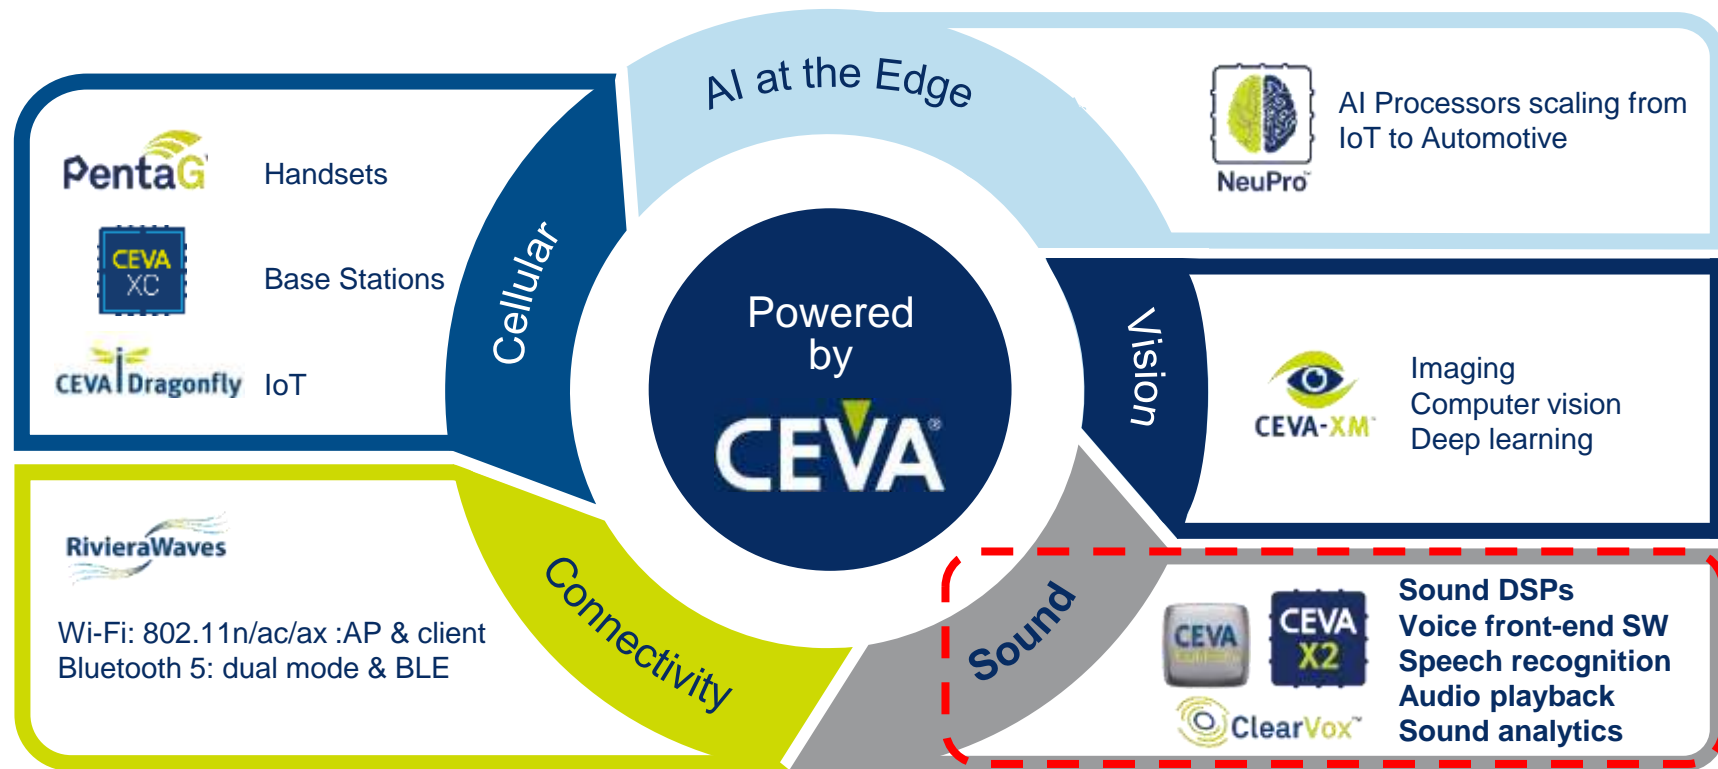 AI at the Edge
NeuPro™
AI Processors scaling from
IoT to Automotive
Cellular
PentaG
Handsets
CEVA
XC
Base Stations
CEVA Dragonfly
IoT
Powered
by
CEVA®
Vision
CEVA-XM™
Imaging
Computer vision
Deep learning
Connectivity
RivieraWaves
Wi-Fi: 802.11n/ac/ax :AP & client
Bluetooth 5: dual mode & BLE
Sound
CEVA
CEVA
X2
ClearVox™
Sound DSPs
Voice front-end SW
Speech recognition
Audio playback
Sound analytics